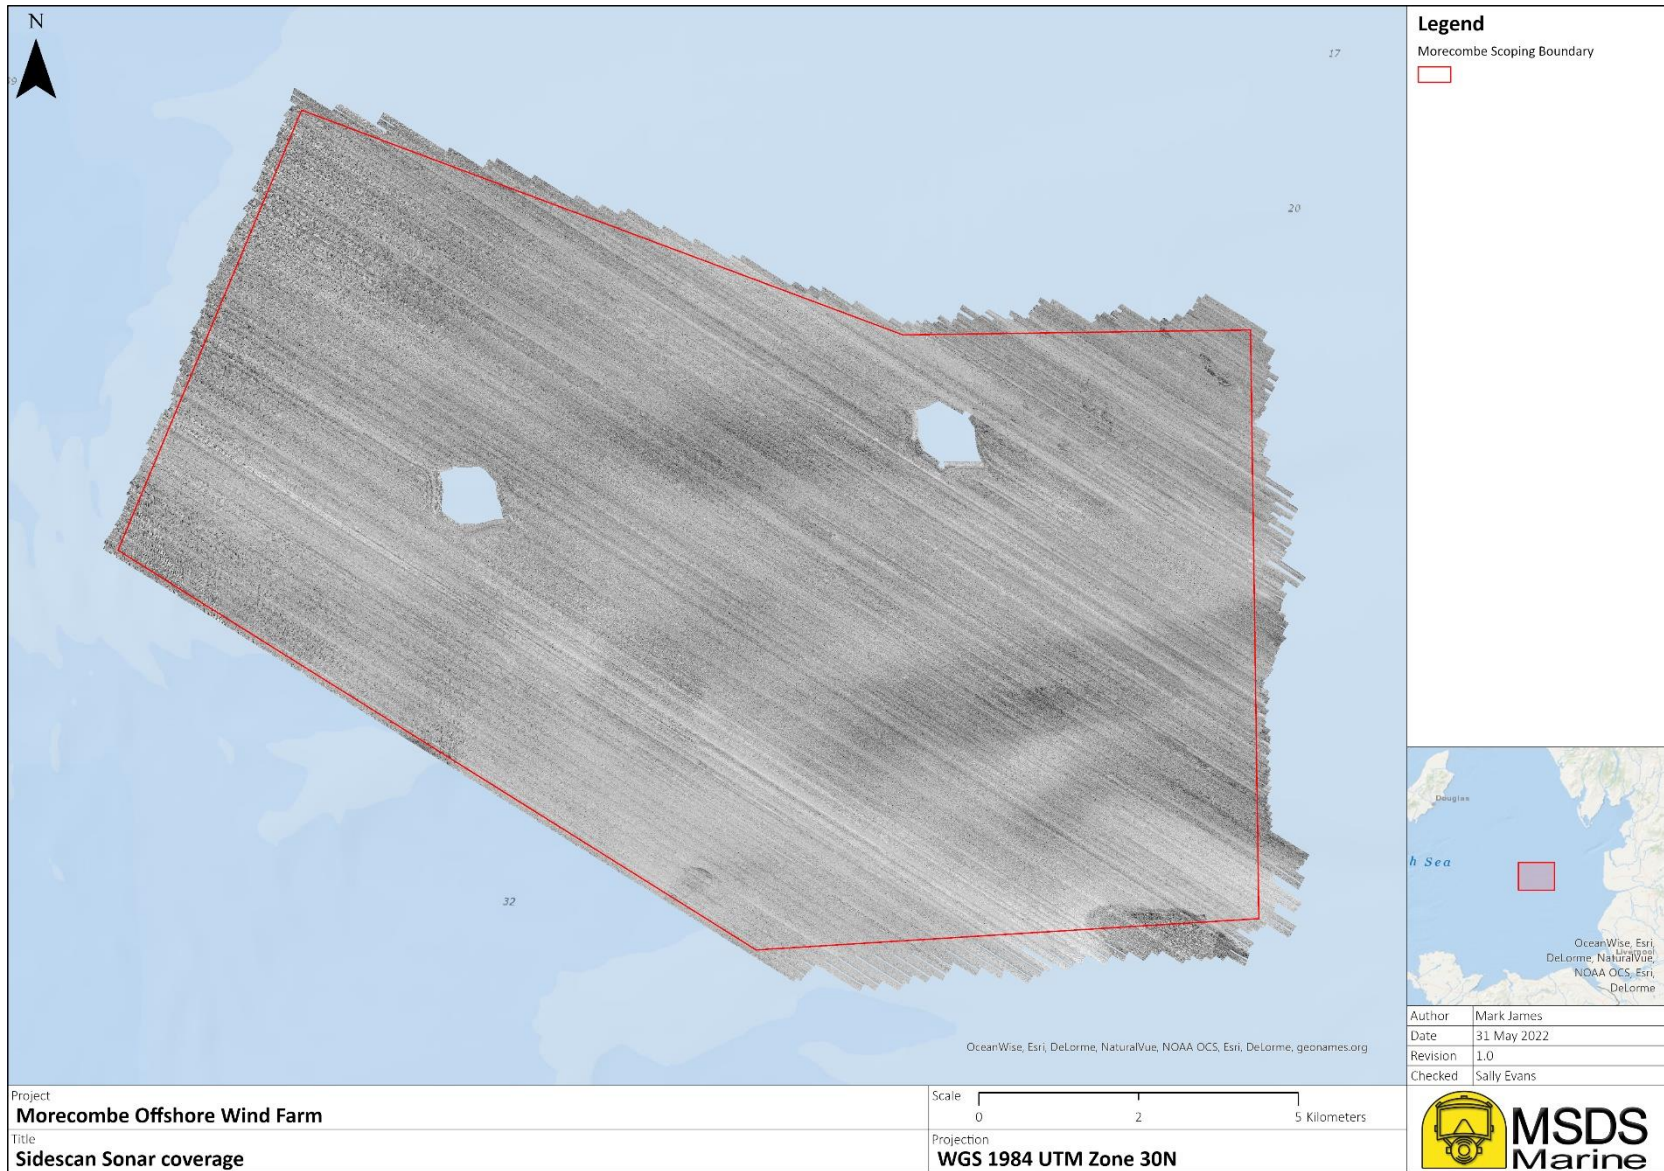 N
17
20
32
OceanWise, Esri, DeLorme, NaturalVue, NOAA OCS, Esri, DeLorme, geonames.org
Legend
Morecombe Scoping Boundary
Douglas
h Sea
OceanWise, Esri,
DeLorme, NaturalVue,
NOAA OCS, Esri,
DeLorme
Author Mark James
Date 31 May 2022
Revision 1.0
Checked Sally Evans
Project
Morecombe Offshore Wind Farm
Title
Sidescan Sonar coverage
Scale
0 2 5 Kilometers
Projection
WGS 1984 UTM Zone 30N
MSDS
Marine